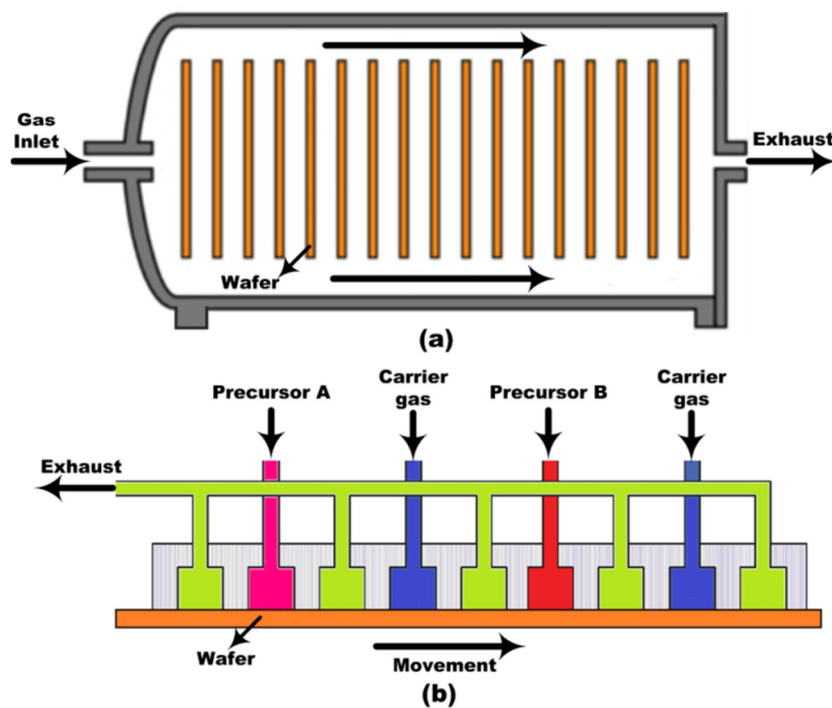 Gas
Inlet
Exhaust
Wafer
(a)
Precursor A
Carrier
gas
Precursor B
Carrier
gas
Exhaust
Wafer
Movement
(b)